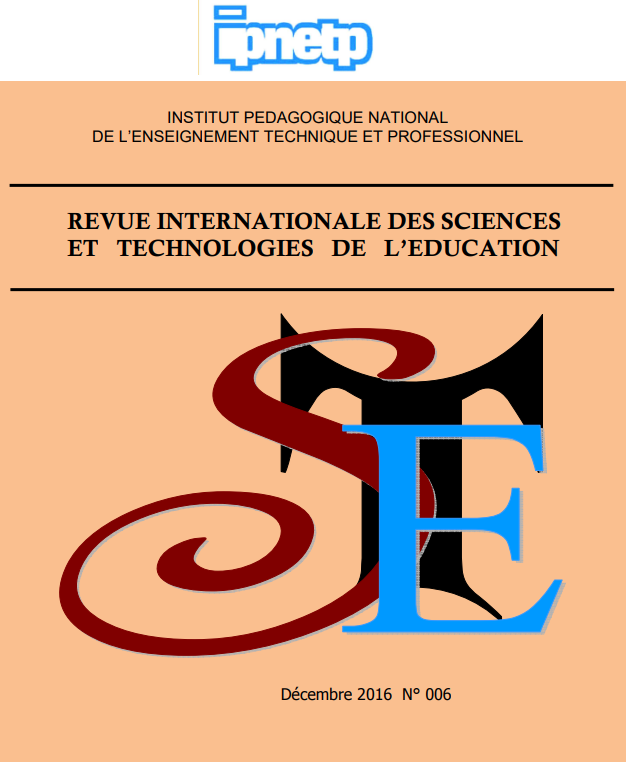 ipnetp
INSTITUT PEDAGOGIQUE NATIONAL
DE L’ENSEIGNEMENT TECHNIQUE ET PROFESSIONNEL
REVUE INTERNATIONALE DES SCIENCES
ET TECHNOLOGIES DE L’EDUCATION
STE
Décembre 2016 N° 006